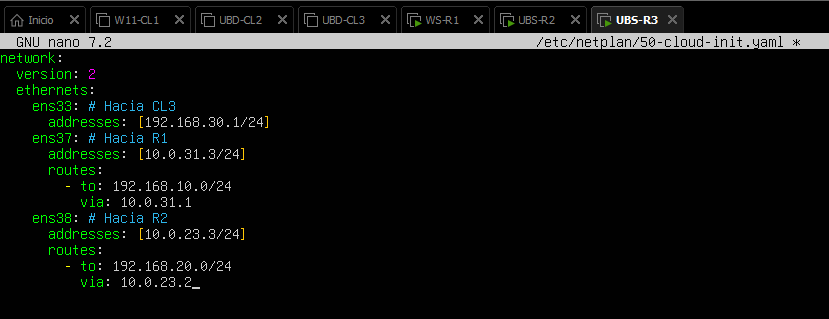 Inicio W11-CL1 UBD-CL2 UBD-CL3 WS-R1 UBS-R2 UBS-R3
GNU nano 7.2 /etc/netplan/50-cloud-init.yaml *
network:
  version: 2
  ethernets:
    ens33: # Hacia CL3
      addresses: [192.168.30.1/24]
    ens37: # Hacia R1
      addresses: [10.0.31.3/24]
      routes:
        - to: 192.168.10.0/24
          via: 10.0.31.1
    ens38: # Hacia R2
      addresses: [10.0.23.3/24]
      routes:
        - to: 192.168.20.0/24
          via: 10.0.23.2